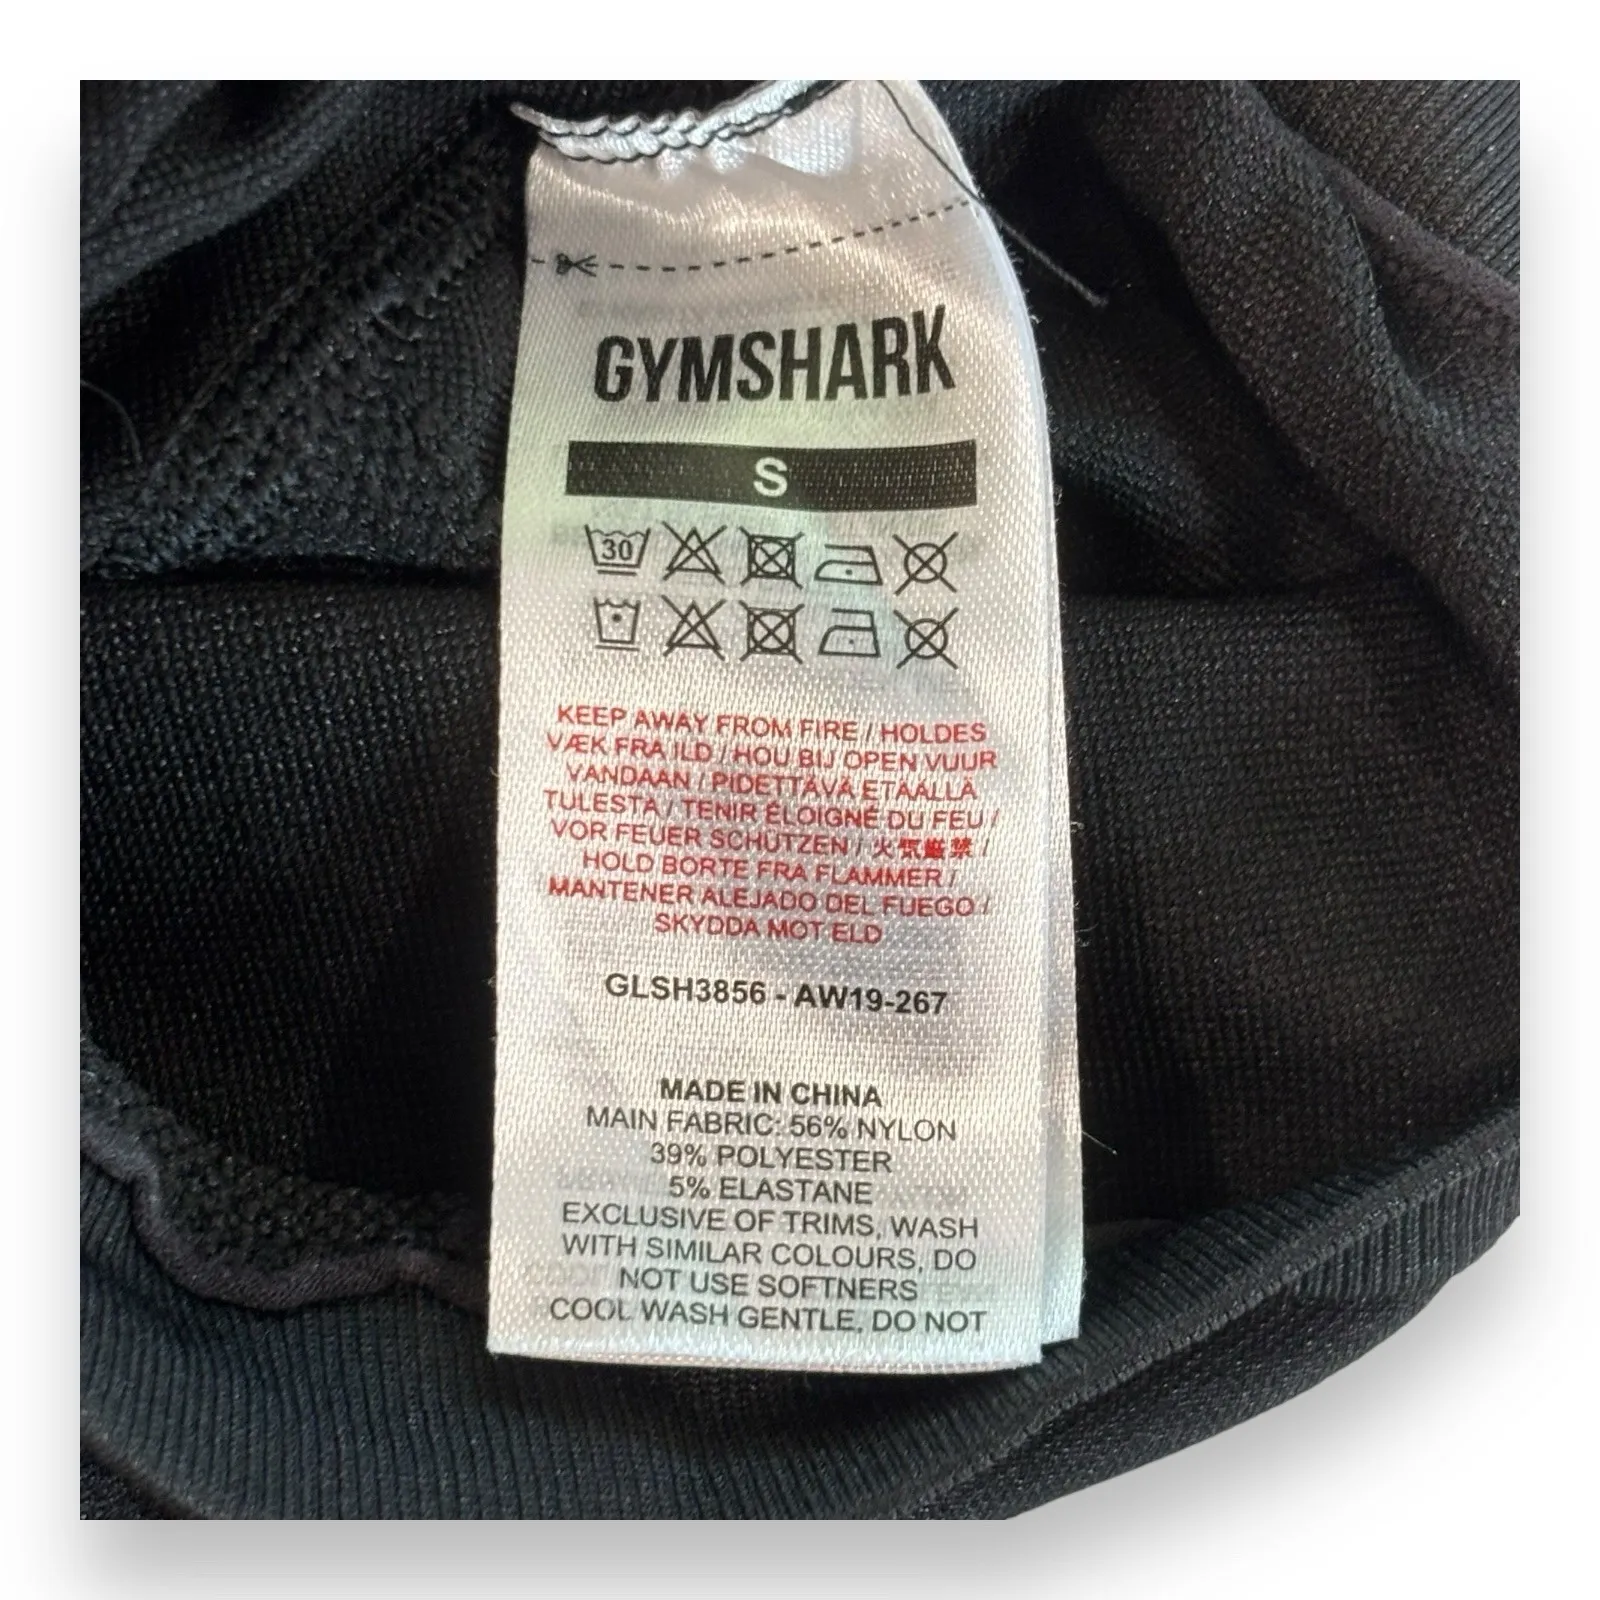 GYMSHARK
S
30
KEEP AWAY FROM FIRE / HOLDES
VÆK FRA ILD / HOU BIJ OPEN VUUR
VANDAAN / PIDETTÄVÄ ETÄÄLLÄ
TULESTA / TENIR ÉLOIGNÉ DU FEU /
VOR FEUER SCHÜTZEN / 火気厳禁 /
HOLD BORTE FRA FLAMMER /
MANTENER ALEJADO DEL FUEGO /
SKYDDA MOT ELD
GLSH3856 - AW19-267
MADE IN CHINA
MAIN FABRIC: 56% NYLON
39% POLYESTER
5% ELASTANE
EXCLUSIVE OF TRIMS, WASH
WITH SIMILAR COLOURS, DO
NOT USE SOFTNERS
COOL WASH GENTLE, DO NOT